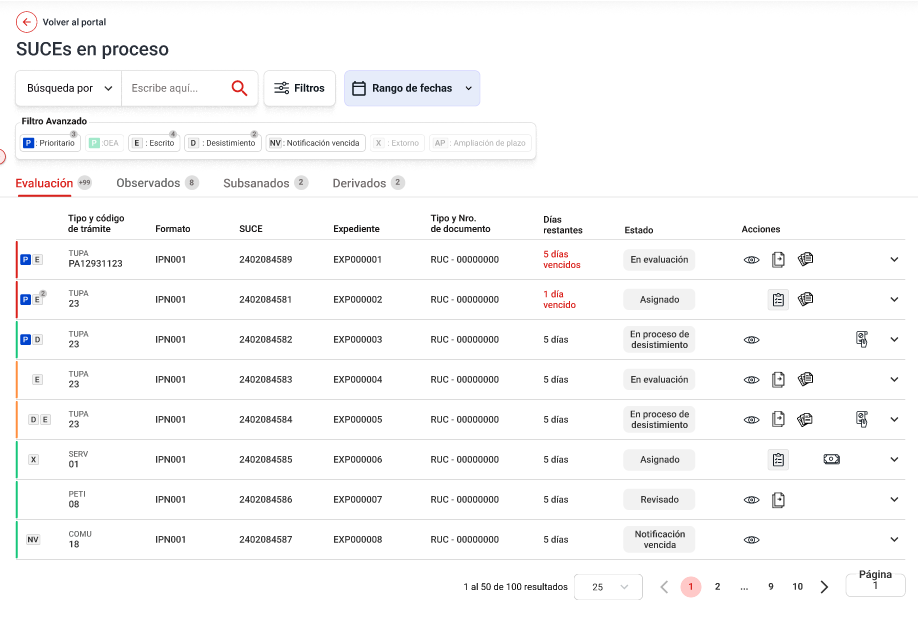 Volver al portal
SUCEs en proceso
Búsqueda por Escribe aquí... Filtros Rango de fechas
Filtro Avanzado
P : Prioritario 3 P : OEA E : Escrito 4 D : Desistimiento 2 NV : Notificación vencida X : Extorno AP : Ampliación de plazo
Evaluación +99 Observados 8 Subsanados 2 Derivados 2
Tipo y código de trámite Formato SUCE Expediente Tipo y Nro. de documento Días restantes Estado Acciones
P E TUPA PA12931123 IPN001 2402084589 EXP000001 RUC - 00000000 5 días vencidos En evaluación
P E 2 TUPA 23 IPN001 2402084581 EXP000002 RUC - 00000000 1 día vencido Asignado
P D TUPA 23 IPN001 2402084582 EXP000003 RUC - 00000000 5 días En proceso de desistimiento
E TUPA 23 IPN001 2402084583 EXP000004 RUC - 00000000 5 días En evaluación
D E TUPA 23 IPN001 2402084584 EXP000005 RUC - 00000000 5 días En proceso de desistimiento
X SERV 01 IPN001 2402084585 EXP000006 RUC - 00000000 5 días Asignado
PETI 08 IPN001 2402084586 EXP000007 RUC - 00000000 5 días Revisado
NV COMU 18 IPN001 2402084587 EXP000008 RUC - 00000000 5 días Notificación vencida
1 al 50 de 100 resultados 25 1 2 ... 9 10 Página 1